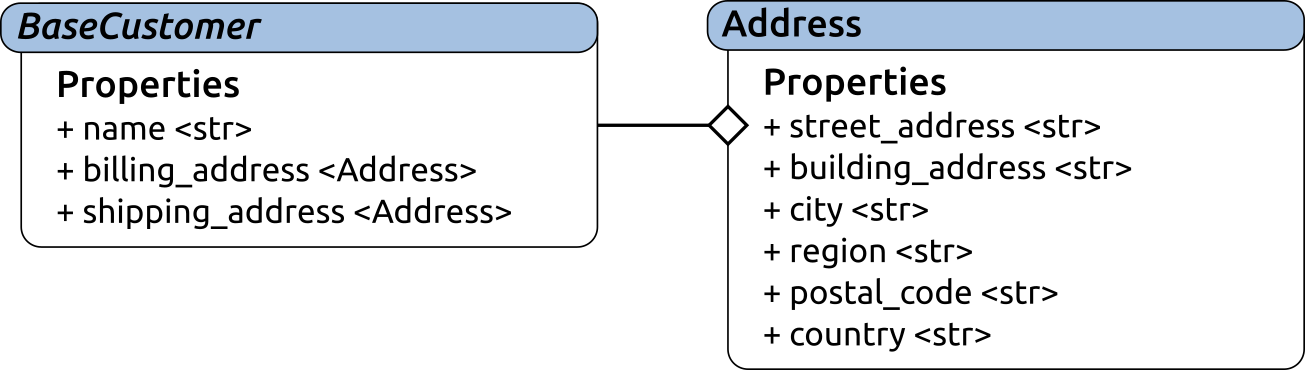 BaseCustomer
Properties
+ name <str>
+ billing_address <Address>
+ shipping_address <Address>
Address
Properties
+ street_address <str>
+ building_address <str>
+ city <str>
+ region <str>
+ postal_code <str>
+ country <str>